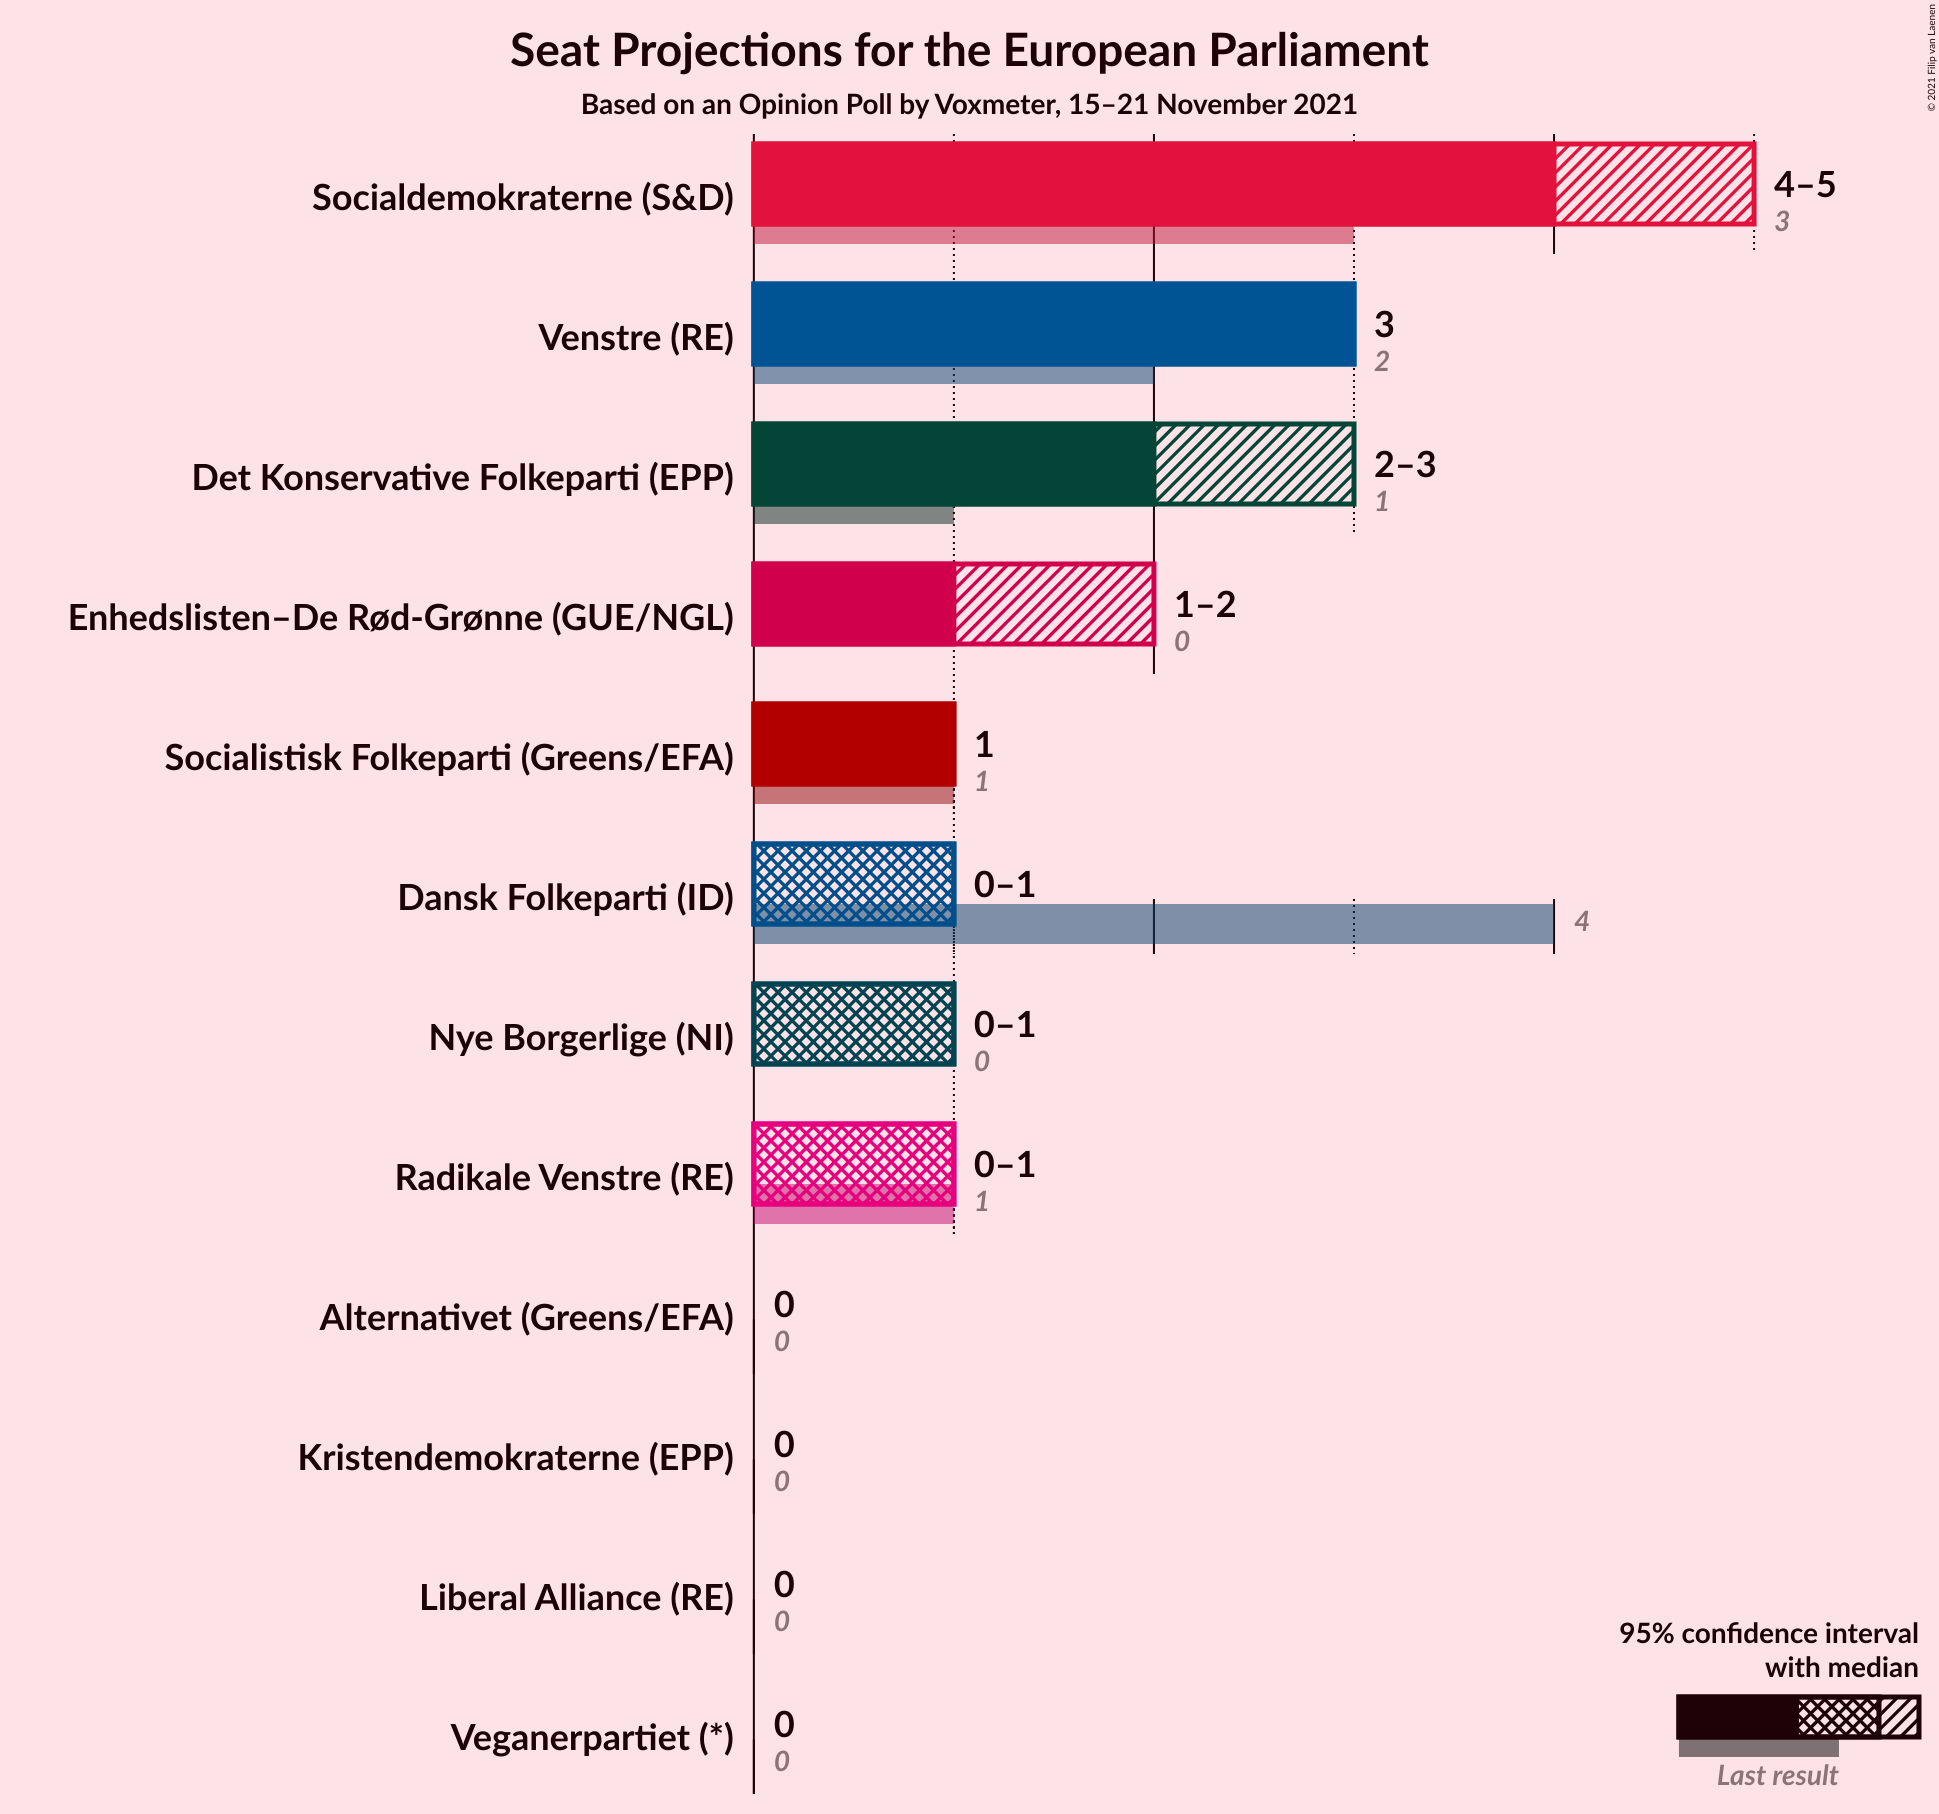 Seat Projections for the European Parliament
Based on an Opinion Poll by Voxmeter, 15–21 November 2021
© 2021 Filip van Laenen
Socialdemokraterne (S&D)
4–5
3
Venstre (RE)
3
2
Det Konservative Folkeparti (EPP)
2–3
1
Enhedslisten–De Rød-Grønne (GUE/NGL)
1–2
0
Socialistisk Folkeparti (Greens/EFA)
1
1
Dansk Folkeparti (ID)
0–1
4
Nye Borgerlige (NI)
0–1
0
Radikale Venstre (RE)
0–1
1
Alternativet (Greens/EFA)
0
0
Kristendemokraterne (EPP)
0
0
Liberal Alliance (RE)
0
0
Veganerpartiet (*)
0
0
95% confidence interval
with median
Last result